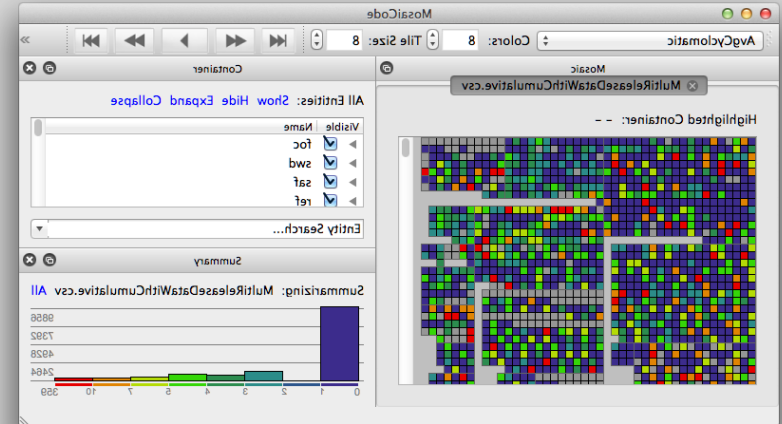 MosaiCode
AvgCyclomatic Colors: 8 Tile Size: 8
Mosaic
MultiReleaseDataWithCumulative.csv
Highlighted Container: - -
Container
All Entities: Show Hide Expand Collapse
Visible Name
foc
swd
saf
ref
Entity Search...
Summary
Summarizing: MultiReleaseDataWithCumulative.csv All
9856
7392
4928
2464
0 1 2 3 4 5 7 10 359